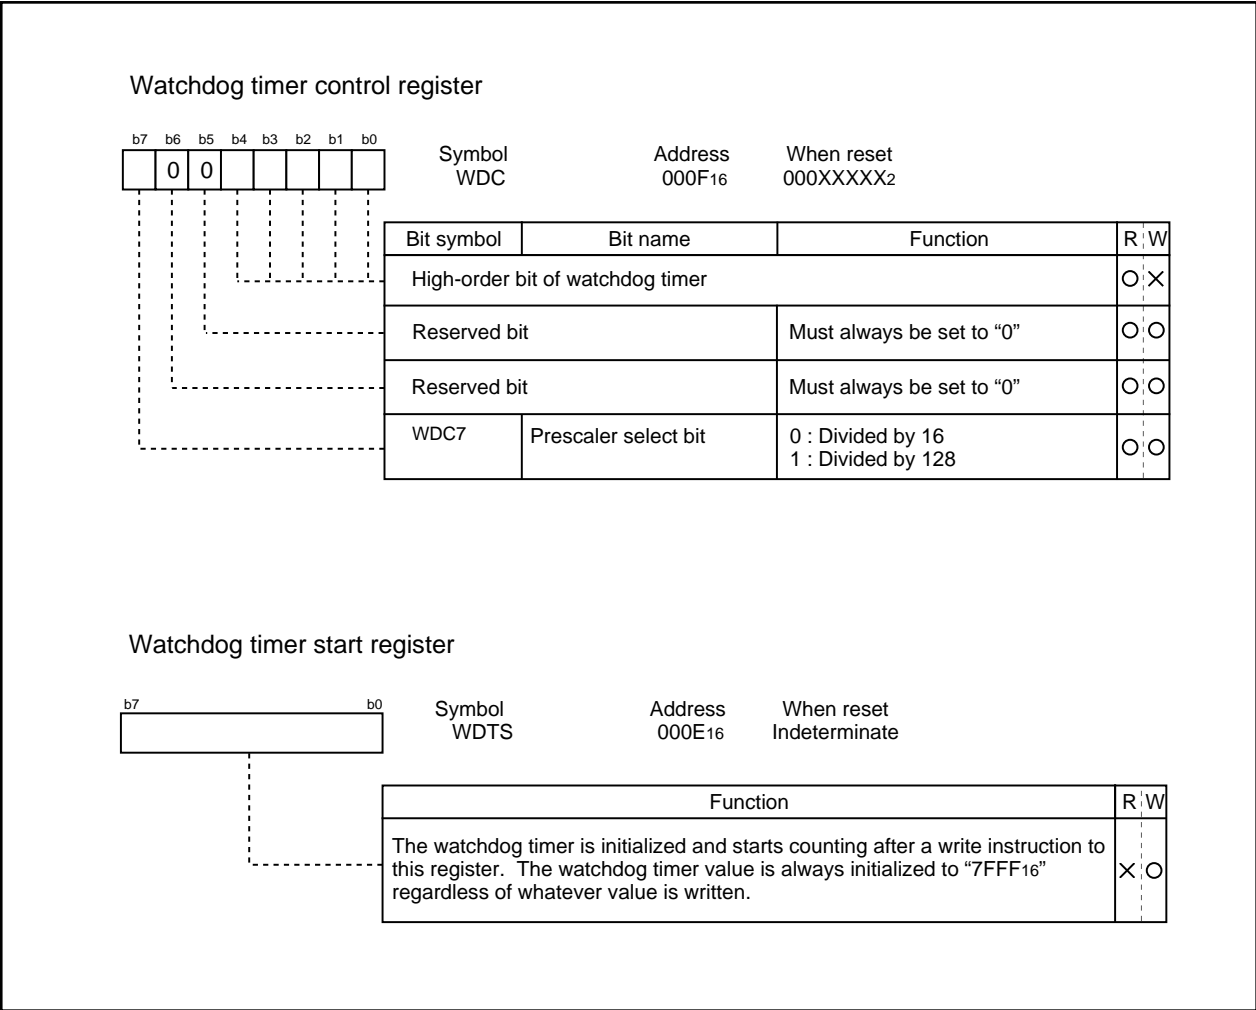 Watchdog timer control register
b7 b6 b5 b4 b3 b2 b1 b0
0 0
Symbol Address When reset
WDC 000F16 000XXXXX2
Bit symbol Bit name Function R W
High-order bit of watchdog timer
Reserved bit Must always be set to “0”
Reserved bit Must always be set to “0”
WDC7 Prescaler select bit 0 : Divided by 16
1 : Divided by 128
Watchdog timer start register
b7 b0
Symbol Address When reset
WDTS 000E16 Indeterminate
Function R W
The watchdog timer is initialized and starts counting after a write instruction to
this register. The watchdog timer value is always initialized to “7FFF16”
regardless of whatever value is written.